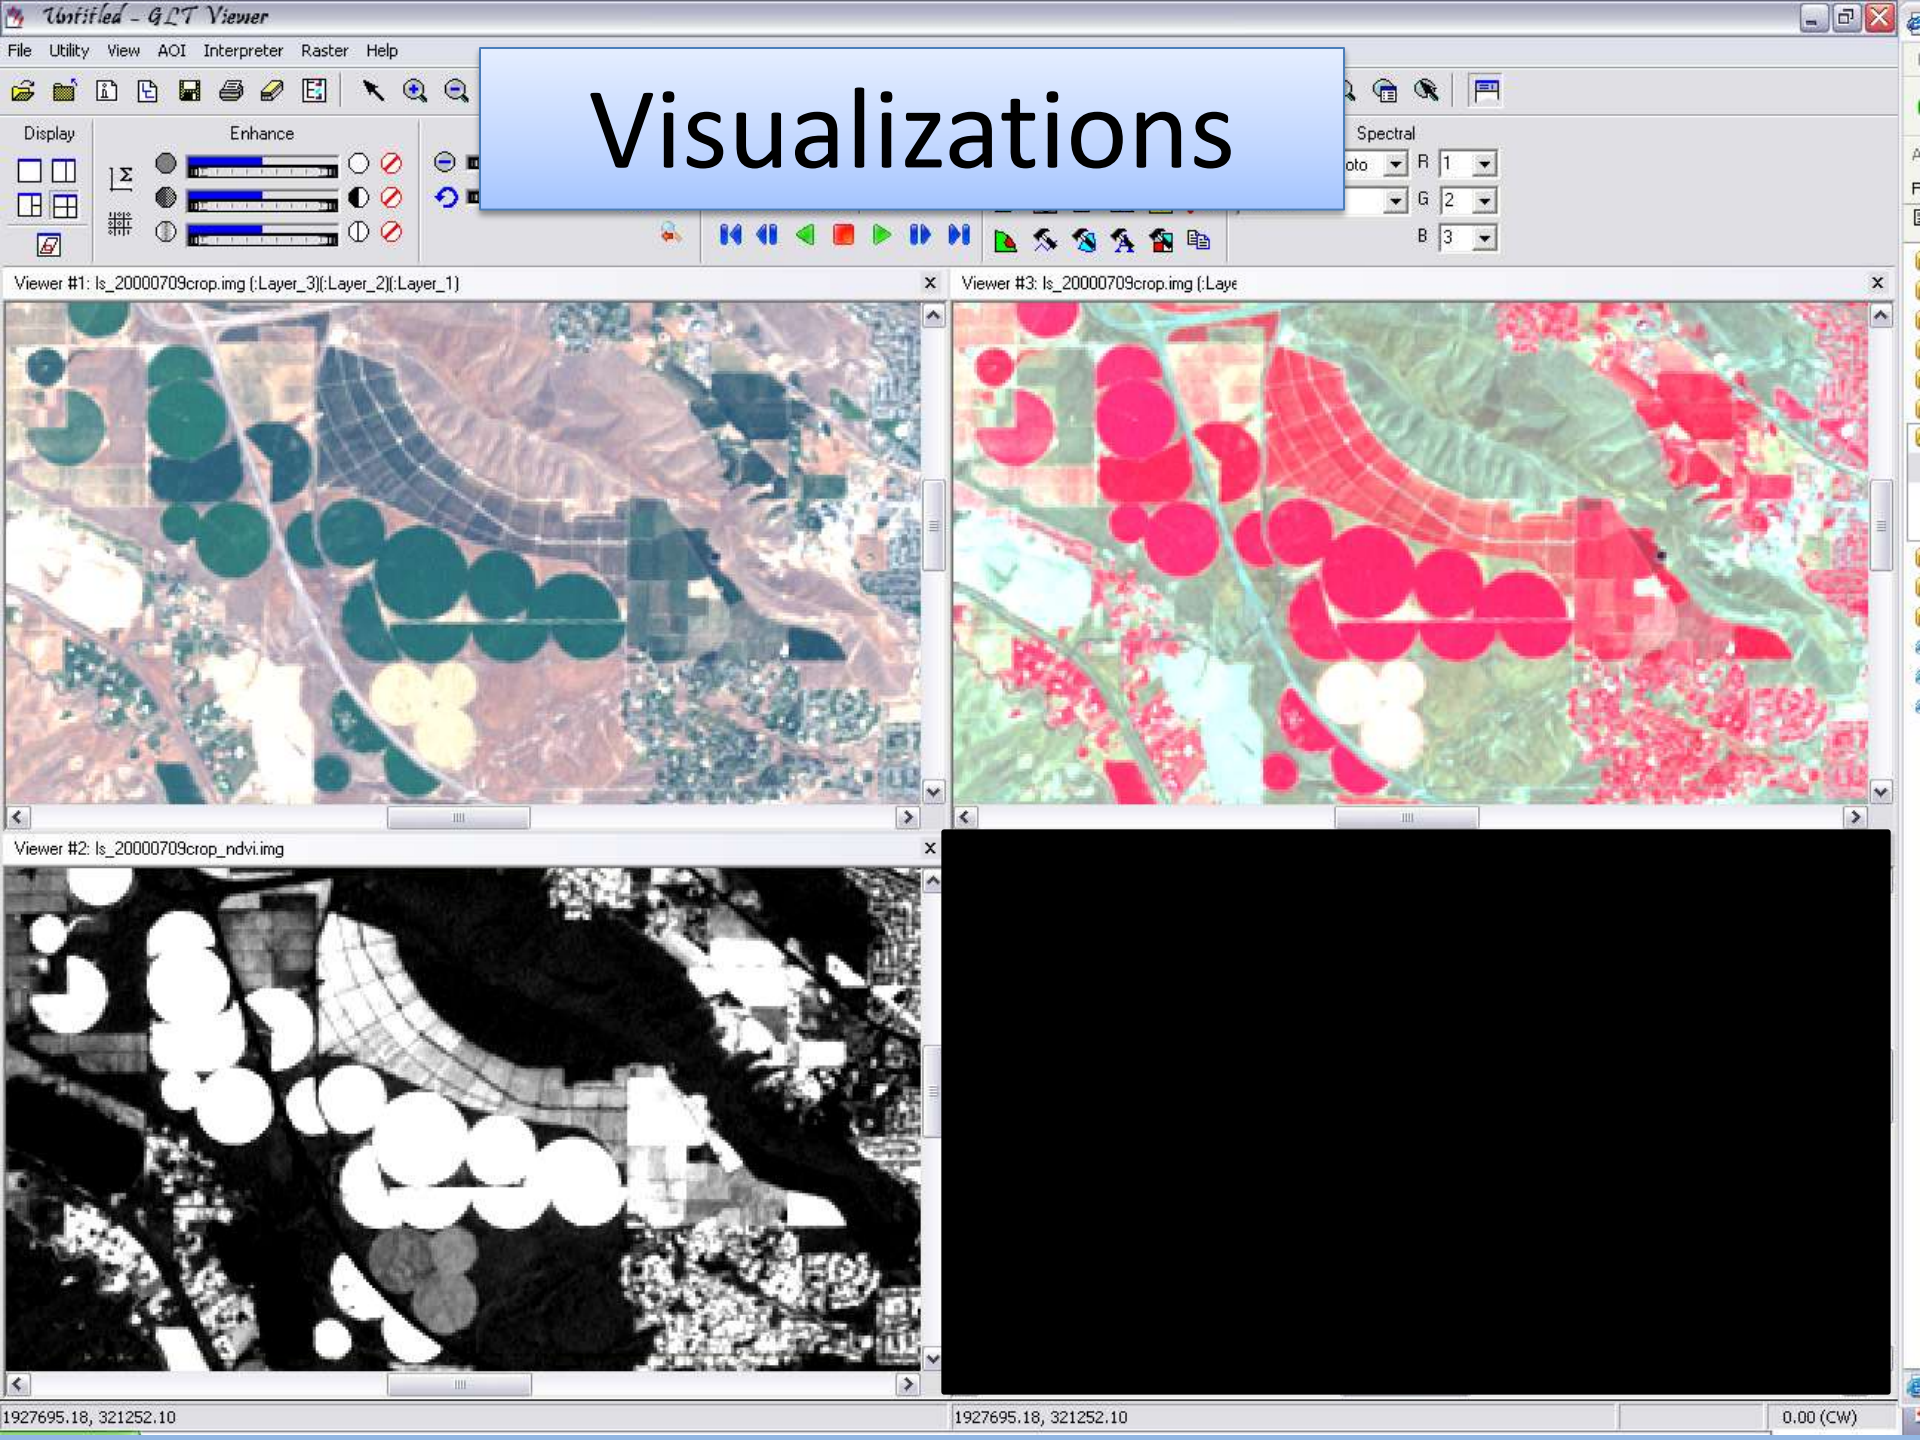 Untitled - GLT Viewer
File Utility View AOI Interpreter Raster Help
Visualizations
Display
Enhance
Spectral
oto
R 1
G 2
B 3
Viewer #1: ls_20000709crop.img (:Layer_3)(:Layer_2)(:Layer_1)
Viewer #3: ls_20000709crop.img (:Laye
Viewer #2: ls_20000709crop_ndvi.img
1927695.18, 321252.10
1927695.18, 321252.10
0.00 (CW)